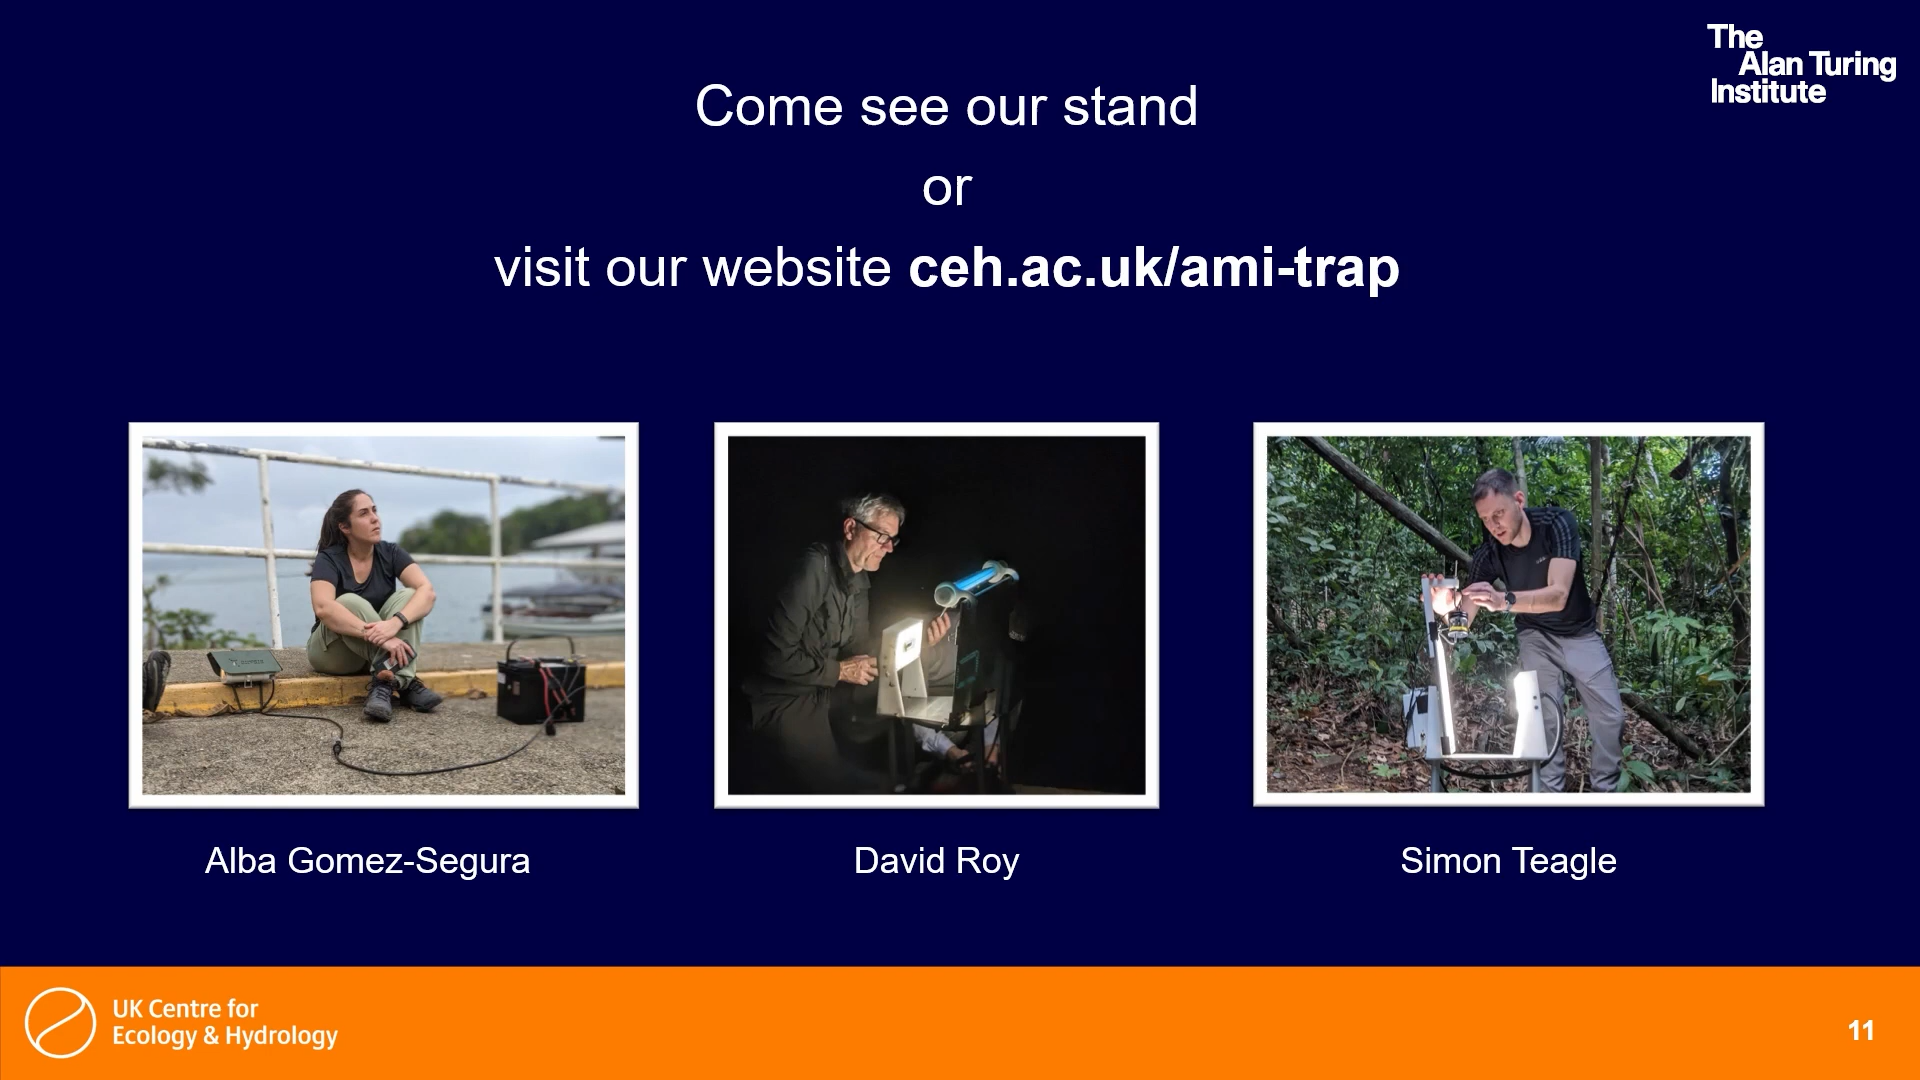 The
Alan Turing
Institute
Come see our stand
or
visit our website ceh.ac.uk/ami-trap
Alba Gomez-Segura
David Roy
Simon Teagle
UK Centre for
Ecology & Hydrology
11